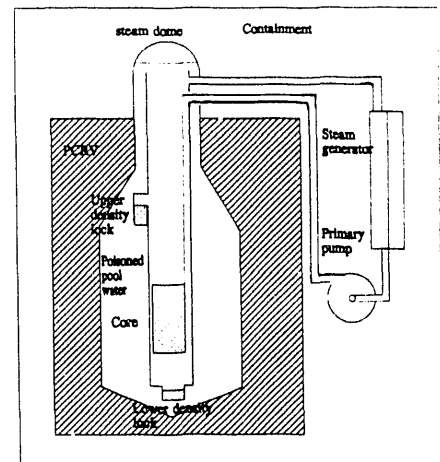 steam dome
Containment
PCRV
Steam
generator
Upper
density
lock
Primary
pump
Poisoned
pool
water
Core
Lower density
lock